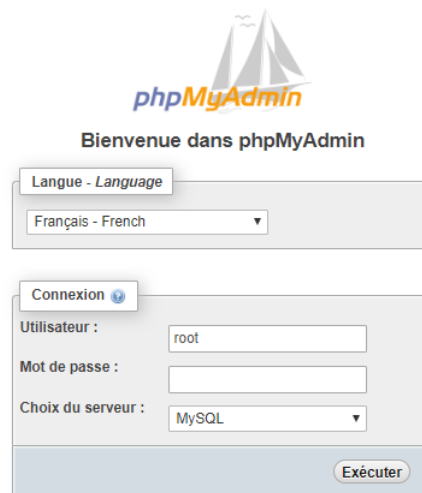 phpMyAdmin
Bienvenue dans phpMyAdmin
Langue - Language
Français - French
Connexion
Utilisateur :
root
Mot de passe :
Choix du serveur :
MySQL
Exécuter